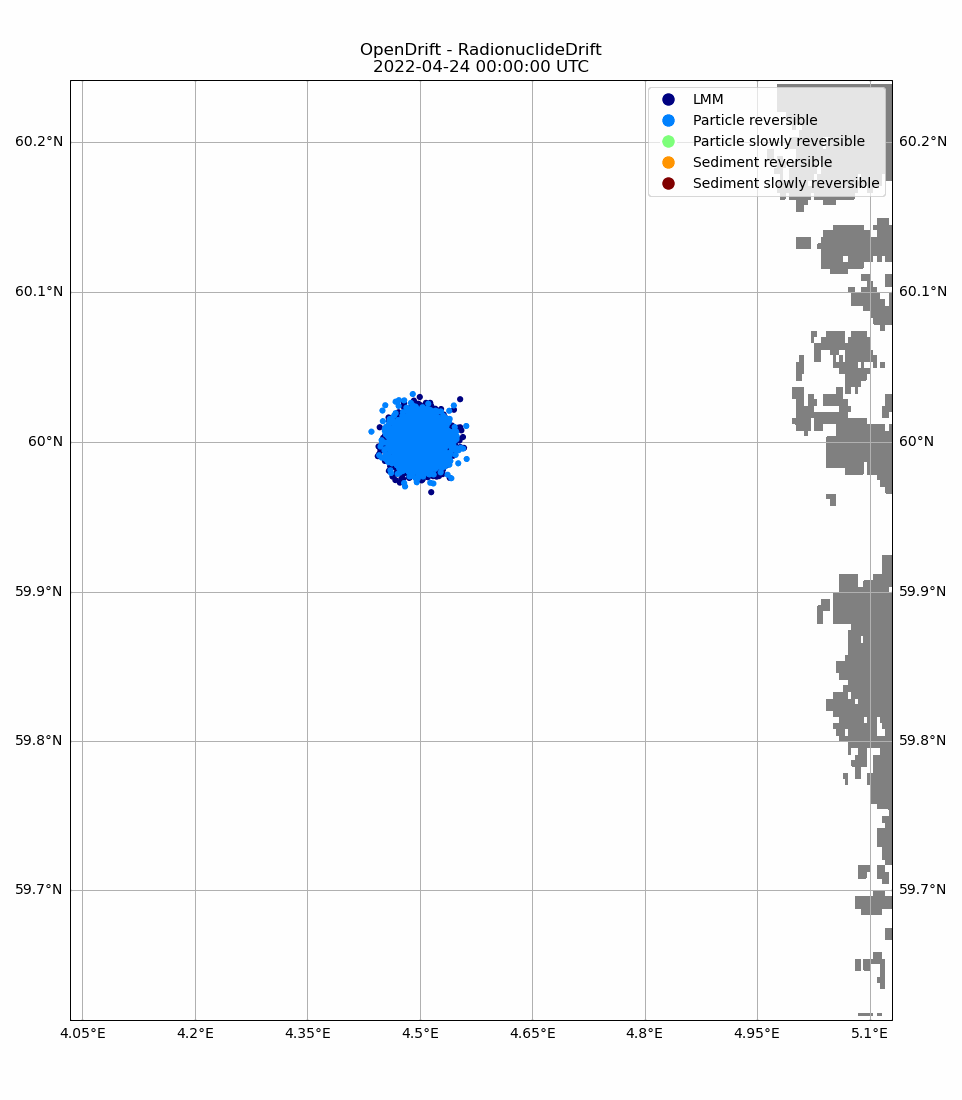 OpenDrift - RadionuclideDrift
2022-04-24 00:00:00 UTC
LMM
Particle reversible
Particle slowly reversible
Sediment reversible
Sediment slowly reversible
60.2°N 60.2°N
60.1°N 60.1°N
60°N 60°N
59.9°N 59.9°N
59.8°N 59.8°N
59.7°N 59.7°N
4.05°E 4.2°E 4.35°E 4.5°E 4.65°E 4.8°E 4.95°E 5.1°E